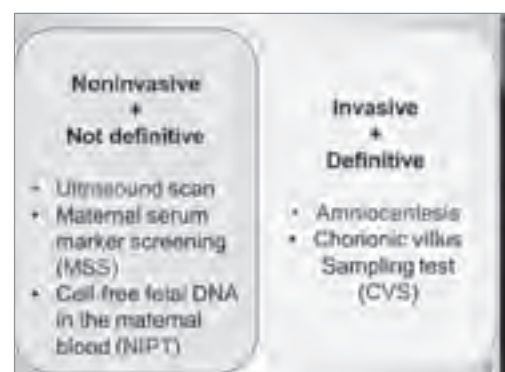 Noninvasive
+
Not definitive
- Ultrasound scan
• Maternal serum
marker screening
(MSS)
• Cell-free fetal DNA
in the maternal
blood (NIPT)
Invasive
+
Definitive
• Amniocentesis
• Chorionic villus
Sampling test
(CVS)